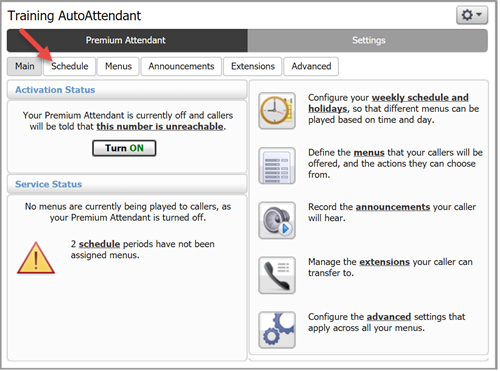 Training AutoAttendant
Premium Attendant
Settings
Main
Schedule
Menus
Announcements
Extensions
Advanced
Activation Status
Your Premium Attendant is currently off and callers
will be told that this number is unreachable.
Turn ON
Service Status
No menus are currently being played to callers, as
your Premium Attendant is turned off.
2 schedule periods have not been
assigned menus.
Configure your weekly schedule and
holidays, so that different menus can be
played based on time and day.
Define the menus that your callers will be
offered, and the actions they can choose
from.
Record the announcements your caller
will hear.
Manage the extensions your caller can
transfer to.
Configure the advanced settings that
apply across all your menus.